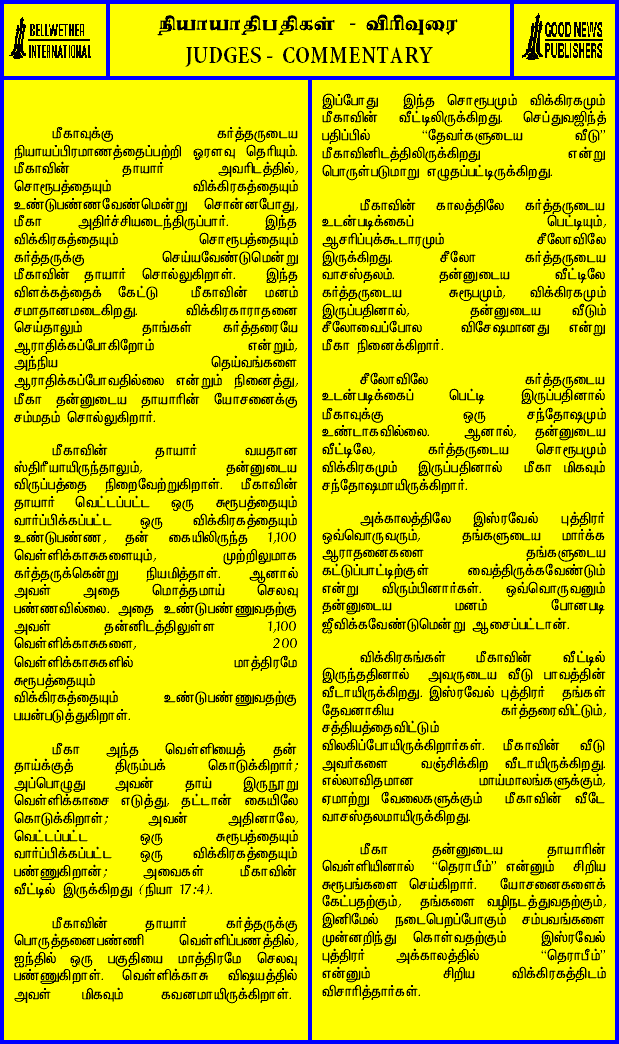 BELLWETHER
INTERNATIONAL
நியாயாதிபதிகள் - விரிவுரை
JUDGES - COMMENTARY
GOOD NEWS
PUBLISHERS
மீகாவுக்கு கர்த்தருடைய
நியாயப்பிரமாணத்தைப்பற்றி ஓரளவு தெரியும்.
மீகாவின் தாயார் அவரிடத்தில்,
சொரூபத்தையும் விக்கிரகத்தையும்
உண்டுபண்ணவேண்மென்று சொன்னபோது,
மீகா அதிர்ச்சியடைந்திருப்பார். இந்த
விக்கிரகத்தையும் சொரூபத்தையும்
கர்த்தருக்கு செய்யவேண்டுமென்று
மீகாவின் தாயார் சொல்லுகிறாள். இந்த
விளக்கத்தைக் கேட்டு மீகாவின் மனம்
சமாதானமடைகிறது. விக்கிரகாராதனை
செய்தாலும் தாங்கள் கர்த்தரையே
ஆராதிக்கப்போகிறோம் என்றும்,
அந்நிய தெய்வங்களை
ஆராதிக்கப்போவதில்லை என்றும் நினைத்து,
மீகா தன்னுடைய தாயாரின் யோசனைக்கு
சம்மதம் சொல்லுகிறார்.
மீகாவின் தாயார் வயதான
ஸ்திரீயாயிருந்தாலும், தன்னுடைய
விருப்பத்தை நிறைவேற்றுகிறாள். மீகாவின்
தாயார் வெட்டப்பட்ட ஒரு சுரூபத்தையும்
வார்ப்பிக்கப்பட்ட ஒரு விக்கிரகத்தையும்
உண்டுபண்ண, தன் கையிலிருந்த 1,100
வெள்ளிக்காசுகளையும், முற்றிலுமாக
கர்த்தருக்கென்று நியமித்தாள். ஆனால்
அவள் அதை மொத்தமாய் செலவு
பண்ணவில்லை. அதை உண்டுபண்ணுவதற்கு
அவள் தன்னிடத்திலுள்ள 1,100
வெள்ளிக்காசுகளை, 200
வெள்ளிக்காசுகளில் மாத்திரமே
சுரூபத்தையும்
விக்கிரகத்தையும் உண்டுபண்ணுவதற்கு
பயன்படுத்துகிறாள்.
மீகா அந்த வெள்ளியைத் தன்
தாய்க்குத் திரும்பக் கொடுக்கிறார்;
அப்பொழுது அவன் தாய் இருநூறு
வெள்ளிக்காசை எடுத்து, தட்டான் கையிலே
கொடுக்கிறாள்; அவன் அதினாலே,
வெட்டப்பட்ட ஒரு சுரூபத்தையும்
வார்ப்பிக்கப்பட்ட ஒரு விக்கிரகத்தையும்
பண்ணுகிறான்; அவைகள் மீகாவின்
வீட்டில் இருக்கிறது (நியா 17:4).
மீகாவின் தாயார் கர்த்தருக்கு
பொருத்தனைபண்ணி வெள்ளிப்பணத்தில்,
ஐந்தில் ஒரு பகுதியை மாத்திரமே செலவு
பண்ணுகிறாள். வெள்ளிக்காசு விஷயத்தில்
அவள் மிகவும் கவனமாயிருக்கிறாள்.
இப்போது இந்த சொரூபமும் விக்கிரகமும்
மீகாவின் வீட்டிலிருக்கிறது. செப்துவஜிந்த்
பதிப்பில் "தேவர்களுடைய வீடு"
மீகாவினிடத்திலிருக்கிறது என்று
பொருள்படுமாறு எழுதப்பட்டிருக்கிறது.
மீகாவின் காலத்திலே கர்த்தருடைய
உடன்படிக்கைப் பெட்டியும்,
ஆசரிப்புக்கூடாரமும் சீலோவிலே
இருக்கிறது. சீலோ கர்த்தருடைய
வாசஸ்தலம். தன்னுடைய வீட்டிலே
கர்த்தருடைய சுரூபமும், விக்கிரகமும்
இருப்பதினால், தன்னுடைய வீடும்
சீலோவைப்போல விசேஷமானது என்று
மீகா நினைக்கிறார்.
சீலோவிலே கர்த்தருடைய
உடன்படிக்கைப் பெட்டி இருப்பதினால்
மீகாவுக்கு ஒரு சந்தோஷமும்
உண்டாகவில்லை. ஆனால், தன்னுடைய
வீட்டிலே, கர்த்தருடைய சொரூபமும்
விக்கிரகமும் இருப்பதினால் மீகா மிகவும்
சந்தோஷமாயிருக்கிறார்.
அக்காலத்திலே இஸ்ரவேல் புத்திரர்
ஒவ்வொருவரும், தங்களுடைய மார்க்க
ஆராதனைகளை தங்களுடைய
கட்டுப்பாட்டிற்குள் வைத்திருக்கவேண்டும்
என்று விரும்பினார்கள். ஒவ்வொருவனும்
தன்னுடைய மனம் போனபடி
ஜீவிக்கவேண்டுமென்று ஆசைப்பட்டான்.
விக்கிரகங்கள் மீகாவின் வீட்டில்
இருந்ததினால் அவருடைய வீடு பாவத்தின்
வீடாயிருக்கிறது. இஸ்ரவேல் புத்திரர் தங்கள்
தேவனாகிய கர்த்தரைவிட்டும்,
சத்தியத்தைவிட்டும்
விலகிப்போயிருக்கிறார்கள். மீகாவின் வீடு
அவர்களை வஞ்சிக்கிற வீடாயிருக்கிறது.
எல்லாவிதமான மாய்மாலங்களுக்கும்,
ஏமாற்று வேலைகளுக்கும் மீகாவின் வீடே
வாசஸ்தலமாயிருக்கிறது.
மீகா தன்னுடைய தாயாரின்
வெள்ளியினால் "தெராபீம்" என்னும் சிறிய
சுரூபங்களை செய்கிறார். யோசனைகளைக்
கேட்பதற்கும், தங்களை வழிநடத்துவதற்கும்,
இனிமேல் நடைபெறப்போகும் சம்பவங்களை
முன்னறிந்து கொள்வதற்கும் இஸ்ரவேல்
புத்திரர் அக்காலத்தில் "தெராபீம்"
என்னும் சிறிய விக்கிரகத்திடம்
விசாரித்தார்கள்.